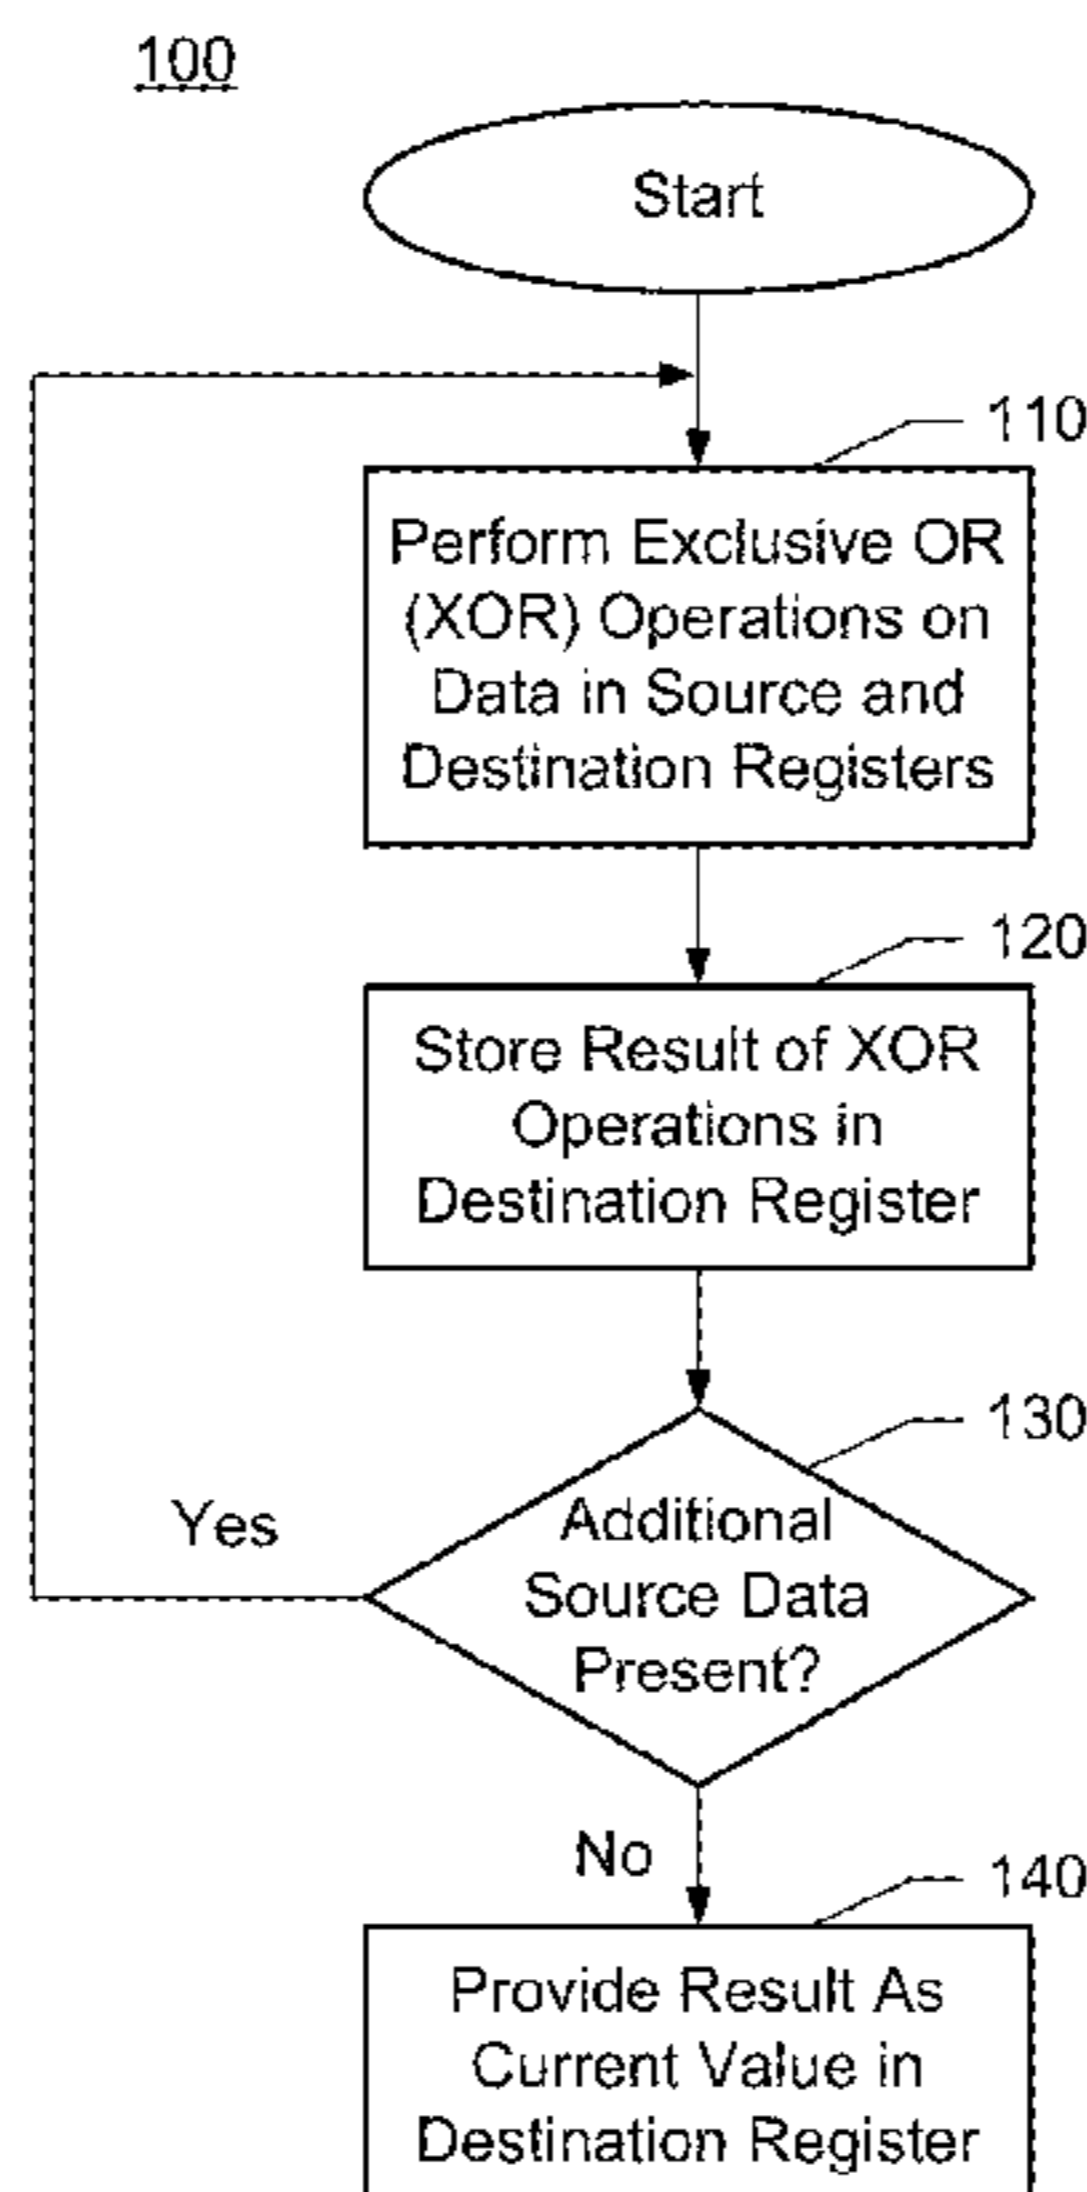 100
Start
110
Perform Exclusive OR
(XOR) Operations on
Data in Source and
Destination Registers
120
Store Result of XOR
Operations in
Destination Register
130
Additional
Source Data
Present?
Yes
No
140
Provide Result As
Current Value in
Destination Register